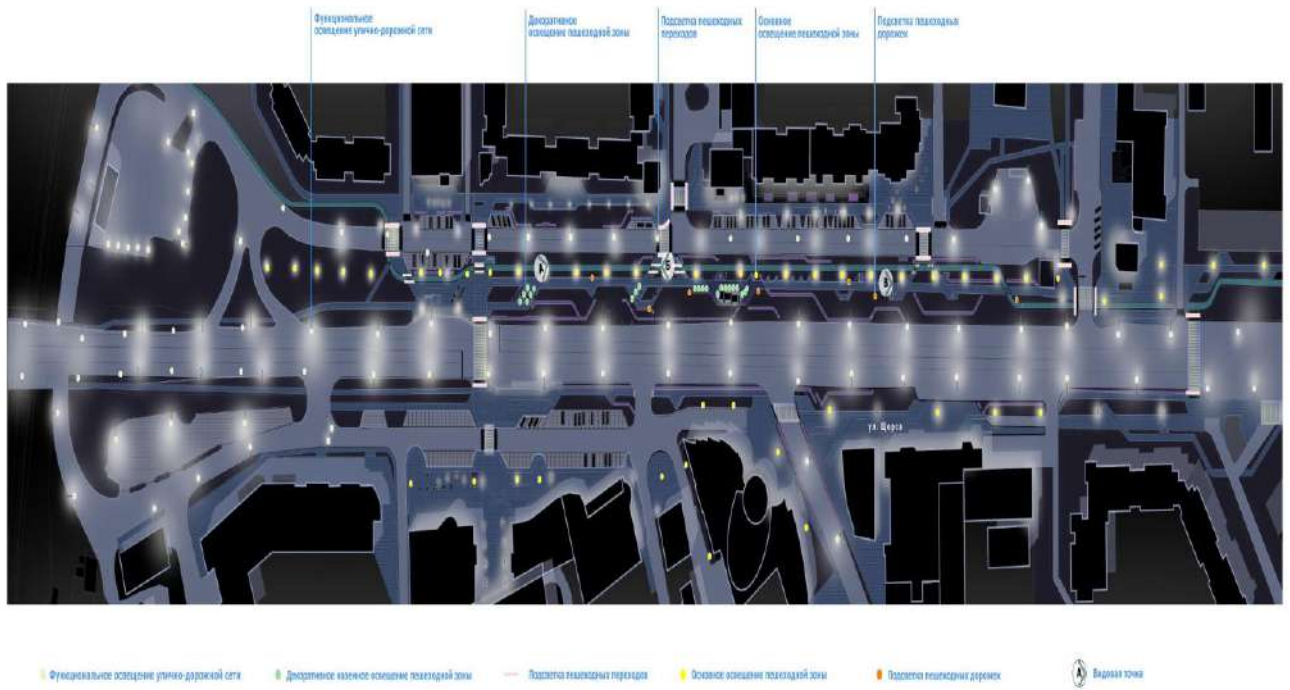 Функциональное
освещение улично-дорожной сети
Декоративное
освещение пешеходной зоны
Подсветка пешеходных
переходов
Основное
освещение пешеходной зоны
Подсветка пешеходных
дорожек
А
Б
В
ул. Щорса
Функциональное освещение улично-дорожной сети
Декоративное наземное освещение пешеходной зоны
Подсветка пешеходных переходов
Основное освещение пешеходной зоны
Подсветка пешеходных дорожек
А
Видовая точка